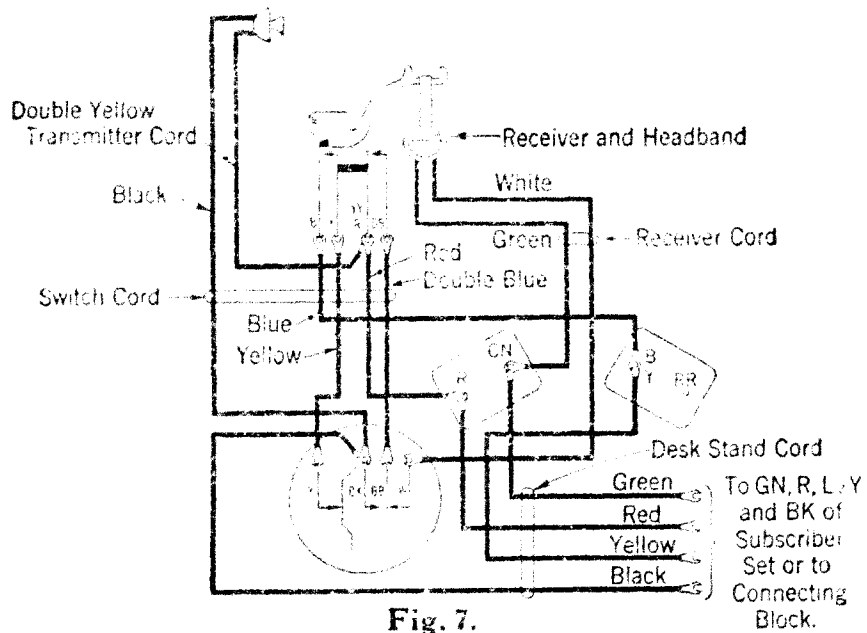 Double Yellow
Transmitter Cord
Receiver and Headband
White
Black
Green
Receiver Cord
Red
Double Blue
Switch Cord
Blue
Yellow
GN
R
B
Y
BR
Desk Stand Cord
Green
Red
Yellow
Black
To GN, R, L2Y
and BK of
Subscriber
Set or to
Connecting
Block.
BK
Fig. 7.